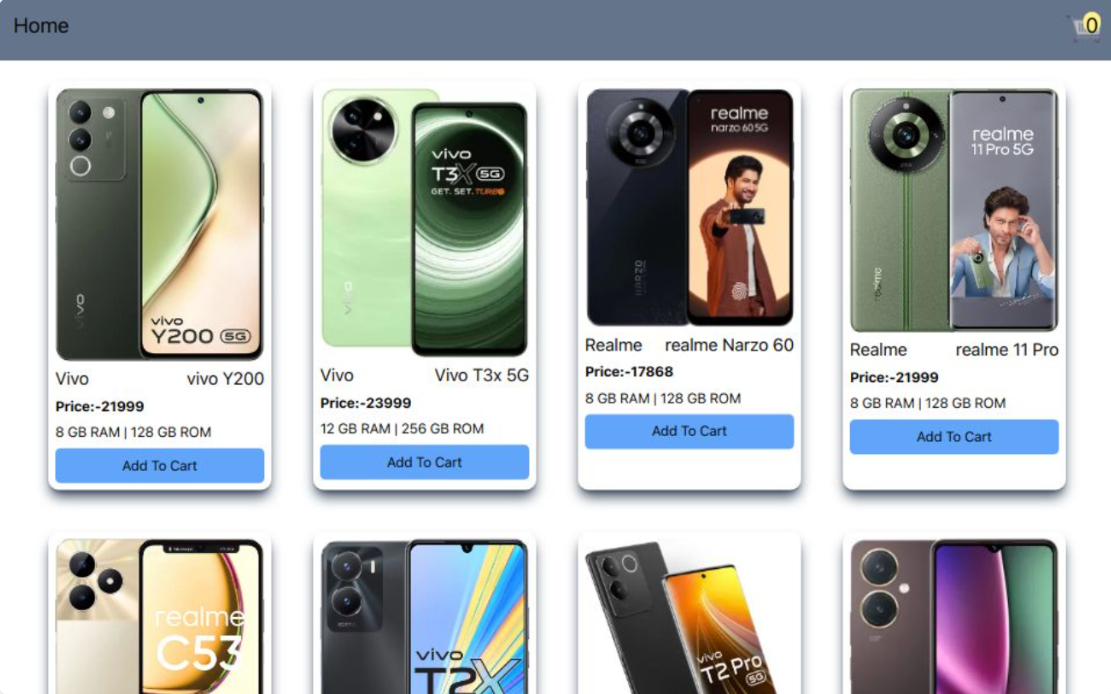 Home
0
vivo
vivo
Y200 5G
Vivo vivo Y200
Price:-21999
8 GB RAM | 128 GB ROM
Add To Cart
vivo
vivo
T3X 5G
GET. SET. TURBO
Vivo Vivo T3x 5G
Price:-23999
12 GB RAM | 256 GB ROM
Add To Cart
NARZO
realme
narzo 60 5G
Realme realme Narzo 60
Price:-17868
8 GB RAM | 128 GB ROM
Add To Cart
realme
realme
11 Pro 5G
Realme realme 11 Pro
Price:-21999
8 GB RAM | 128 GB ROM
Add To Cart
realme
C53
vivo
T2X
vivo
T2 Pro
5G